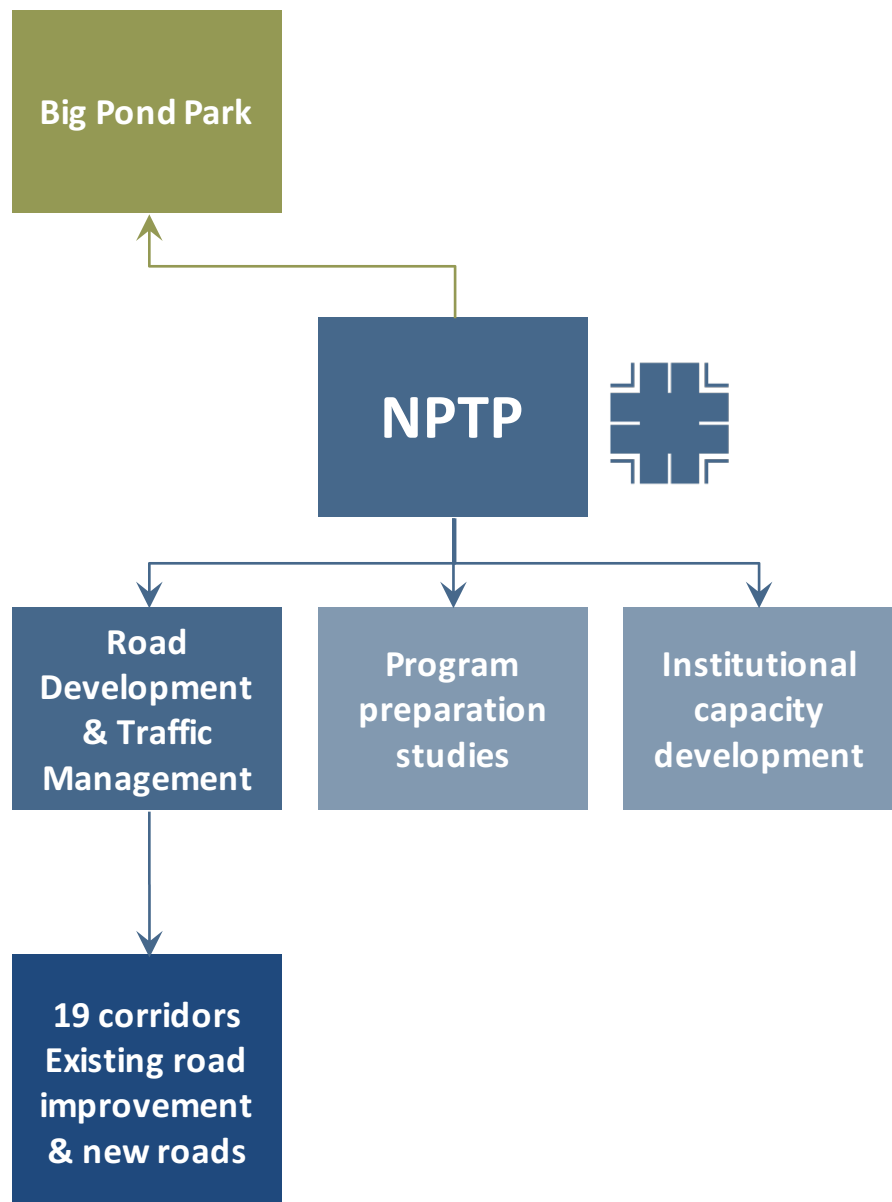 Big Pond Park
NPTP
Road
Development
& Traffic
Management
Program
preparation
studies
Institutional
capacity
development
19 corridors
Existing road
improvement
& new roads